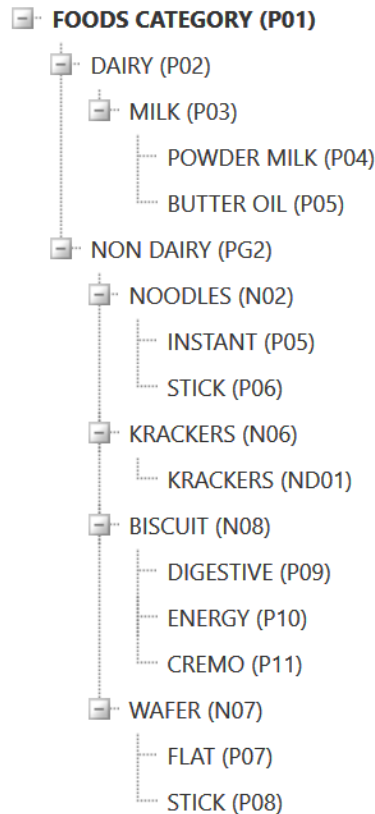 FOODS CATEGORY (P01)
DAIRY (P02)
MILK (P03)
POWDER MILK (P04)
BUTTER OIL (P05)
NON DAIRY (PG2)
NOODLES (N02)
INSTANT (P05)
STICK (P06)
KRACKERS (N06)
KRACKERS (ND01)
BISCUIT (N08)
DIGESTIVE (P09)
ENERGY (P10)
CREMO (P11)
WAFER (N07)
FLAT (P07)
STICK (P08)